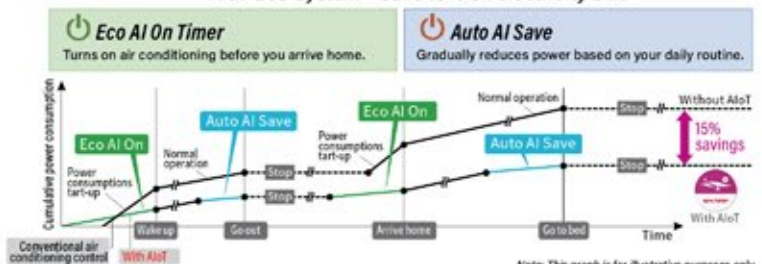 Eco AI On Timer
Turns on air conditioning before you arrive home.
Auto AI Save
Gradually reduces power based on your daily routine.
Cumulative power consumption
Eco AI On
Power
consumptions
tart-up
Normal
operation
Auto AI Save
Stop
Stop
Power
consumptions
tart-up
Eco AI On
Normal operation
Auto AI Save
Stop
Stop
Without AIoT
15%
savings
With AIoT
Wake up
Go out
Arrive home
Go to bed
Time
Conventional air
conditioning control
With AIoT
Note: This graph is for illustrative purposes only